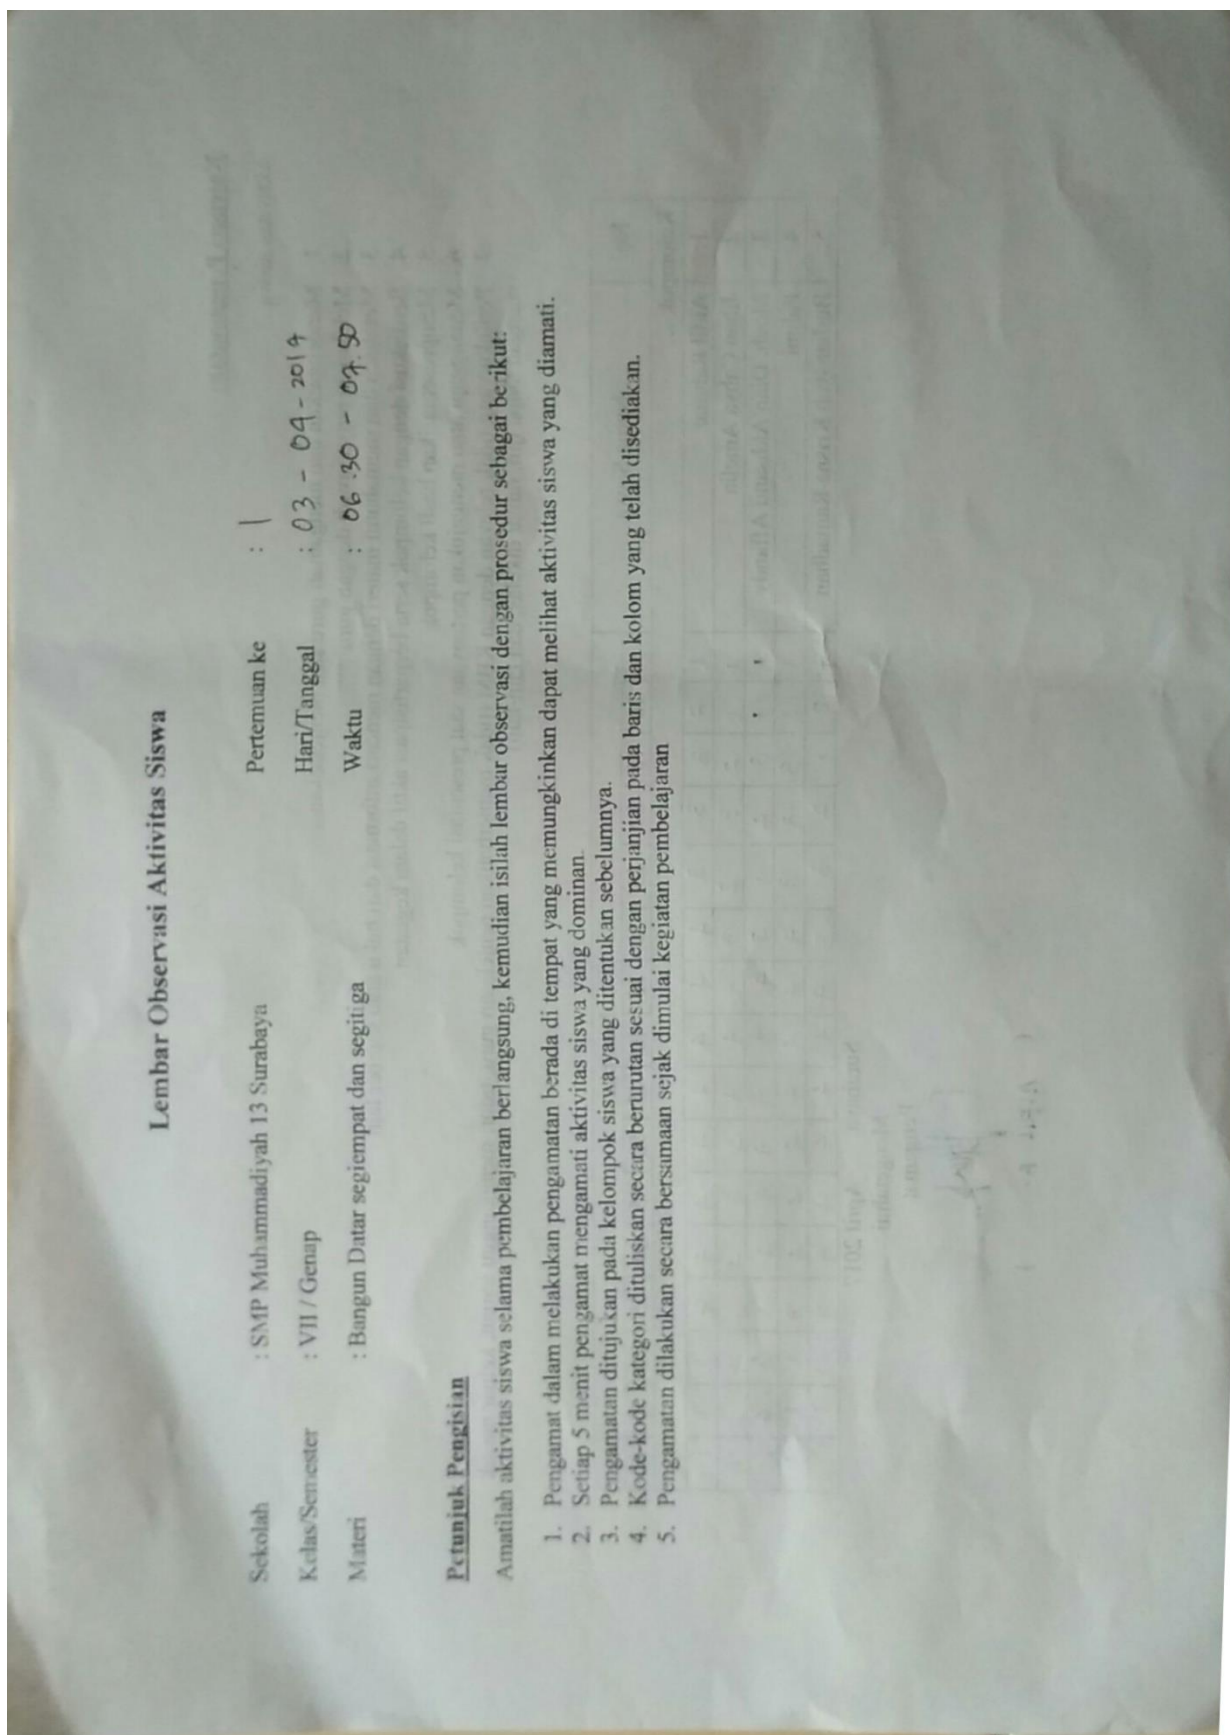 Lembar Observasi Aktivitas Siswa
Sekolah : SMP Muhammadiyah 13 Surabaya Pertemuan ke : 1
Kelas/Semester : VII / Genap Hari/Tanggal : 03 - 04 - 2019
Materi : Bangun Datar segiempat dan segitiga Waktu : 06.30 - 07.50
Petunjuk Pengisian
Amatilah aktivitas siswa selama pembelajaran berlangsung, kemudian isilah lembar observasi dengan prosedur sebagai berikut:
1. Pengamat dalam melakukan pengamatan berada di tempat yang memungkinkan dapat melihat aktivitas siswa yang diamati.
2. Setiap 5 menit pengamat mengamati aktivitas siswa yang dominan.
3. Pengamatan ditujukan pada kelompok siswa yang ditentukan sebelumnya.
4. Kode-kode kategori dituliskan secara berurutan sesuai dengan perjanjian pada baris dan kolom yang telah disediakan.
5. Pengamatan dilakukan secara bersamaan sejak dimulai kegiatan pembelajaran